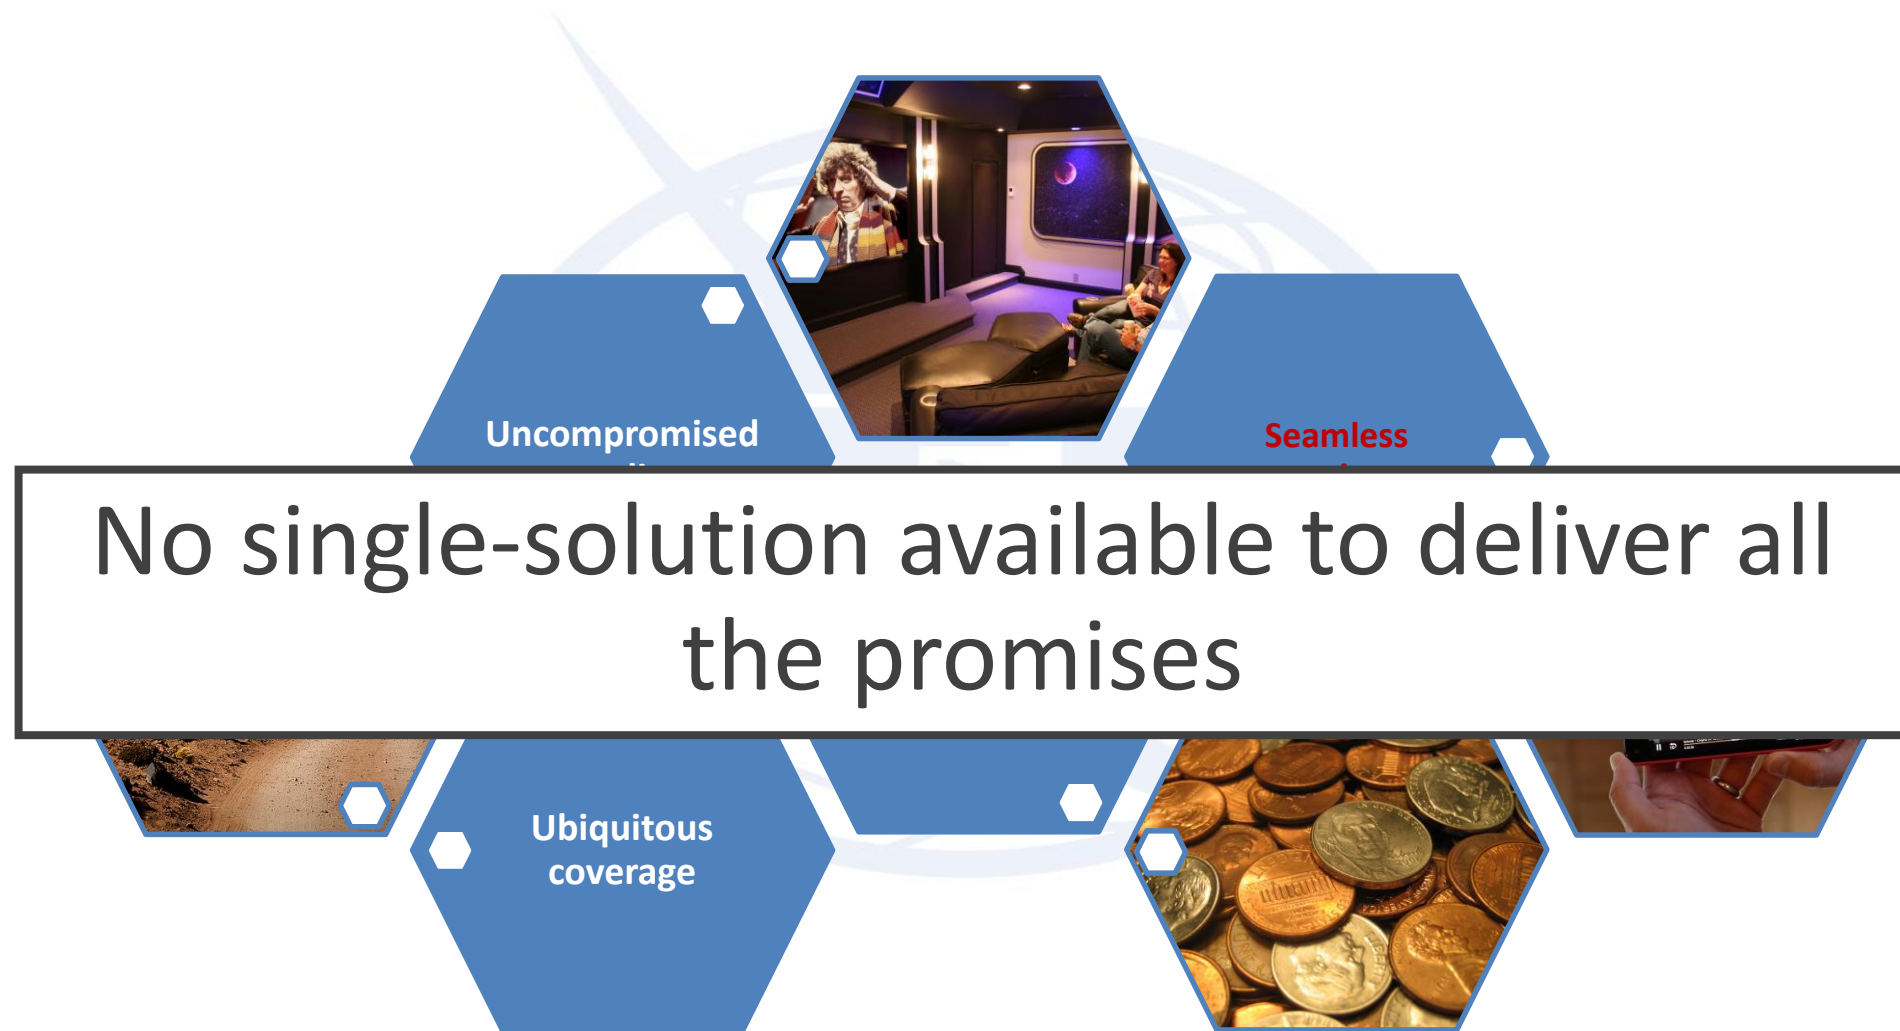 Uncompromised
Seamless
No single-solution available to deliver all
the promises
Ubiquitous
coverage